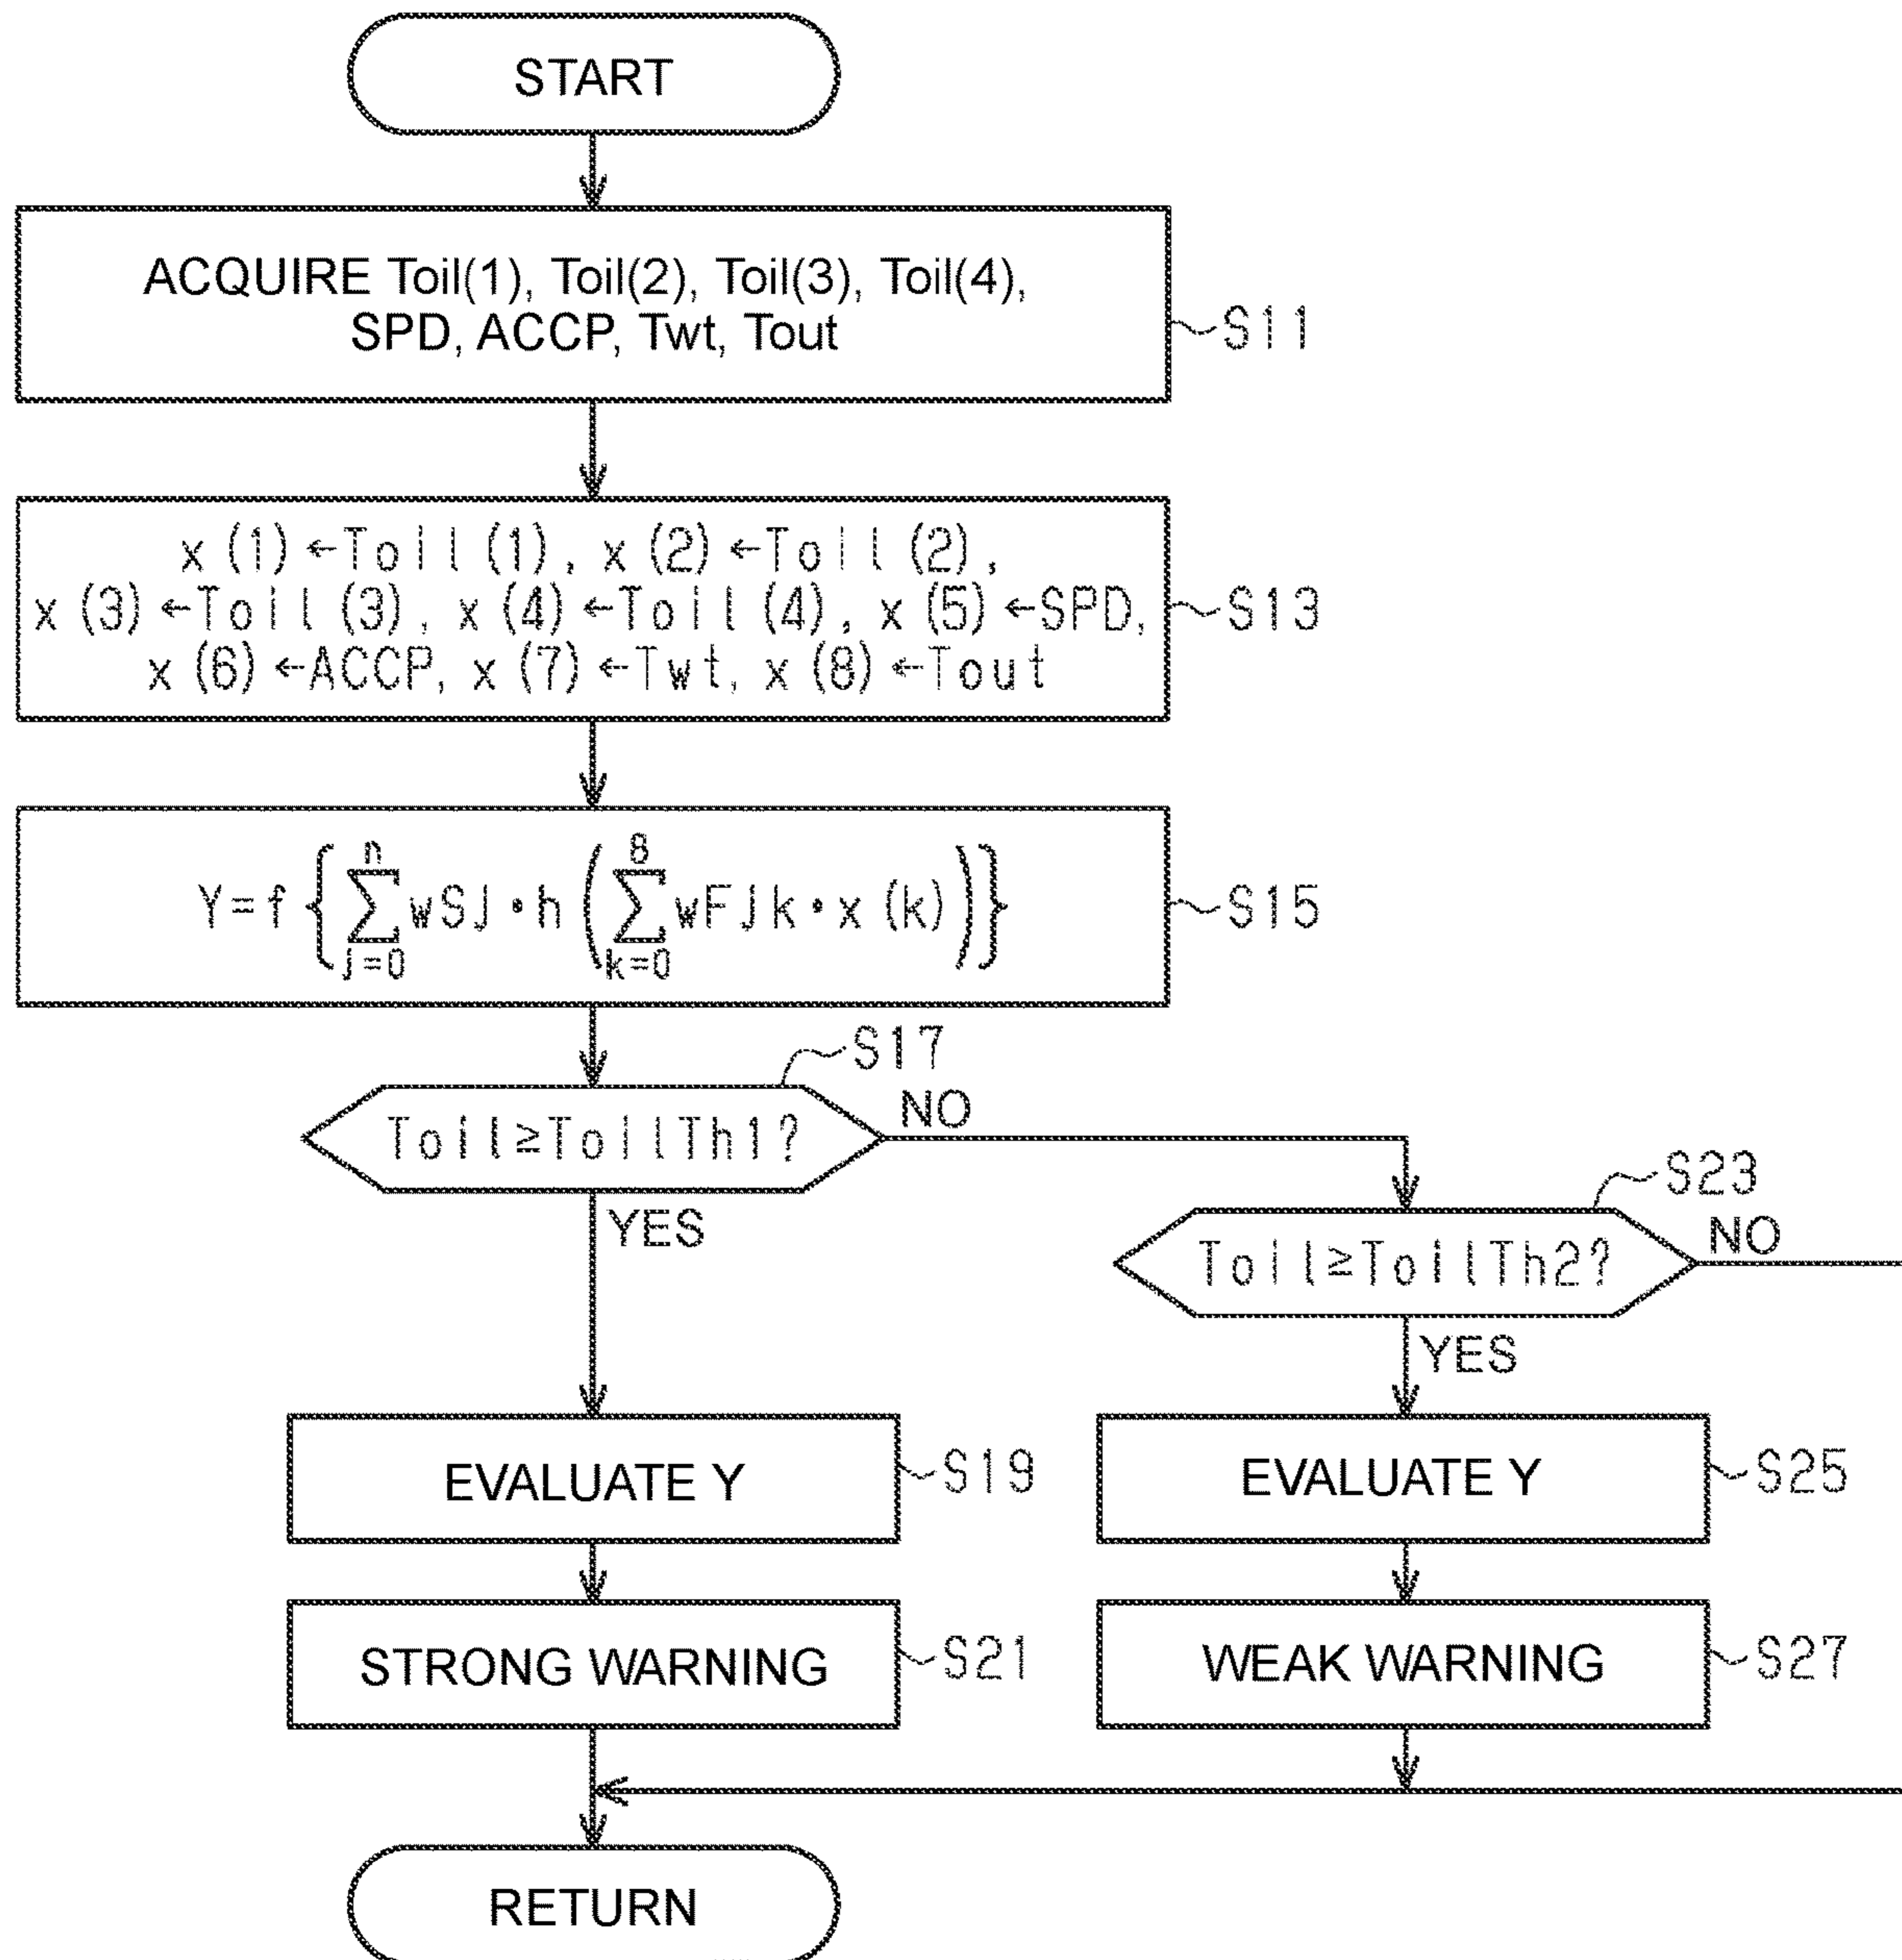 START
ACQUIRE Toil(1), Toil(2), Toil(3), Toil(4),
SPD, ACCP, Twt, Tout
S11
x(1)←Toil(1), x(2)←Toil(2),
x(3)←Toil(3), x(4)←Toil(4), x(5)←SPD,
x(6)←ACCP, x(7)←Twt, x(8)←Tout
S13
Y=f{∑_{j=0}^{n} wSj•h(∑_{k=0}^{8} wFjk•x(k))}
S15
S17
Toil≥ToilTh1?
NO
YES
S23
Toil≥ToilTh2?
NO
YES
EVALUATE Y
S19
EVALUATE Y
S25
STRONG WARNING
S21
WEAK WARNING
S27
RETURN